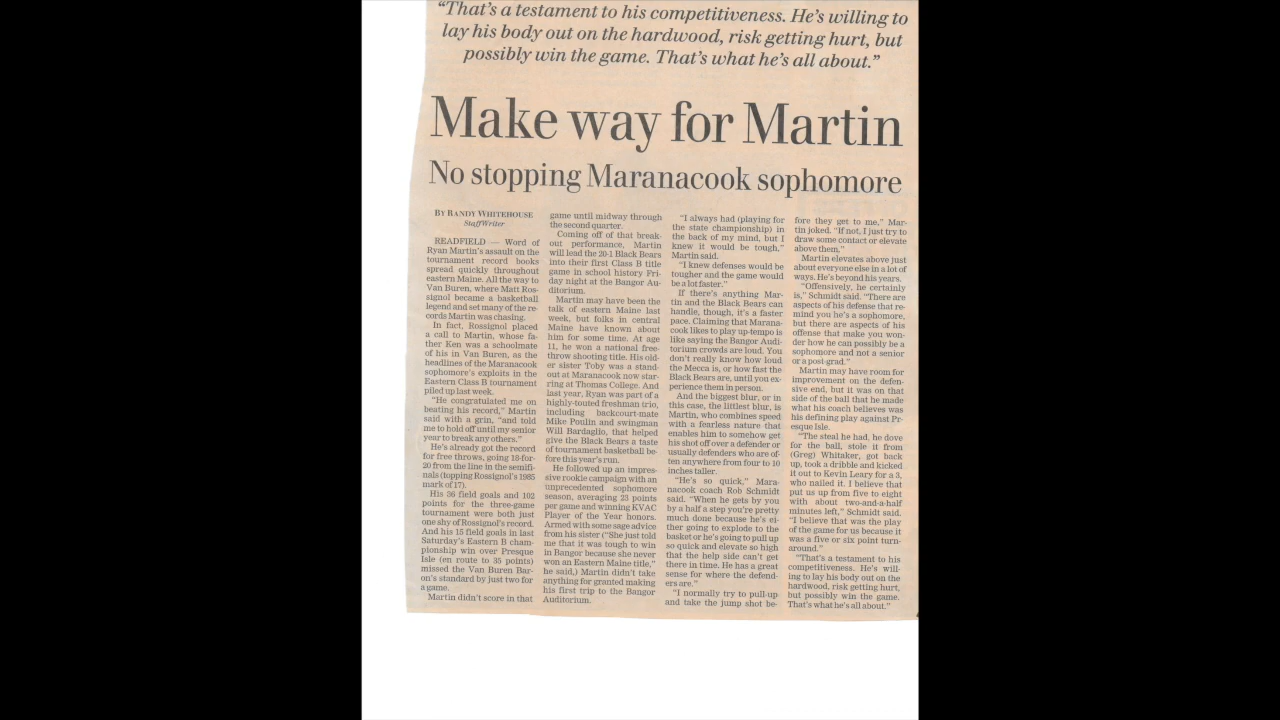 “That’s a testament to his competitiveness. He’s willing to
lay his body out on the hardwood, risk getting hurt, but
possibly win the game. That’s what he’s all about.”
Make way for Martin
No stopping Maranacook sophomore
BY RANDY WHITEHOUSE
Staff Writer
READFIELD — Word of
Ryan Martin’s assault on the
tournament record books
spread quickly throughout
eastern Maine. All the way to
Van Buren, where Matt Ros-
signol became a basketball
legend and set many of the re-
cords Martin was chasing.
In fact, Rossignol placed
a call to Martin, whose fa-
ther Ken was a schoolmate
of his in Van Buren, as the
headlines of the Maranacook
sophomore’s exploits in the
Eastern Class B tournament
piled up last week.
“He congratulated me on
beating his record,” Martin
said with a grin, “and told
me to hold off until my senior
year to break any others.”
He’s already got the record
for free throws, going 18-for-
20 from the line in the semifi-
nals (topping Rossignol’s 1985
mark of 17).
His 36 field goals and 102
points for the three-game
tournament were both just
one shy of Rossignol’s record.
And his 15 field goals in last
Saturday’s Eastern B cham-
pionship win over Presque
Isle (en route to 35 points)
missed the Van Buren Bar-
on’s standard by just two for
a game.
Martin didn’t score in that
game until midway through
the second quarter.
Coming off of that break-
out performance, Martin
will lead the 20-1 Black Bears
into their first Class B title
game in school history Fri-
day night at the Bangor Au-
ditorium.
Martin may have been the
talk of eastern Maine last
week, but folks in central
Maine have known about
him for some time. At age
11, he won a national free-
throw shooting title. His old-
er sister Toby was a stand-
out at Maranacook now star-
ring at Thomas College. And
last year, Ryan was part of a
highly-touted freshman trio,
including backcourt-mate
Mike Poulin and swingman
Will Bardaglio, that helped
give the Black Bears a taste
of tournament basketball be-
fore this year’s run.
He followed up an impres-
sive rookie campaign with an
unprecedented sophomore
season, averaging 23 points
per game and winning KVAC
Player of the Year honors.
Armed with some sage advice
from his sister (“She just told
me that it was tough to win
in Bangor because she never
won an Eastern Maine title,”
he said,) Martin didn’t take
anything for granted making
his first trip to the Bangor
Auditorium.
“I always had (playing for
the state championship) in
the back of my mind, but I
knew it would be tough,”
Martin said.
“I knew defenses would be
tougher and the game would
be a lot faster.”
If there’s anything Mar-
tin and the Black Bears can
handle, though, it’s a faster
pace. Claiming that Marana-
cook likes to play up-tempo is
like saying the Bangor Audi-
torium crowds are loud. You
don’t really know how loud
the Mecca is, or how fast the
Black Bears are, until you ex-
perience them in person.
And the biggest blur, or in
this case, the littlest blur, is
Martin, who combines speed
with a fearless nature that
enables him to somehow get
his shot off over a defender or
usually defenders who are of-
ten anywhere from four to 10
inches taller.
“He’s so quick,” Mara-
nacook coach Rob Schmidt
said. “When he gets by you
by a half a step you’re pretty
much done because he’s ei-
ther going to explode to the
basket or he’s going to pull up
so quick and elevate so high
that the help side can’t get
there in time. He has a great
sense for where the defend-
ers are.”
“I normally try to pull-up
and take the jump shot be-
fore they get to me,” Mar-
tin joked. “If not, I just try to
draw some contact or elevate
above them.”
Martin elevates above just
about everyone else in a lot of
ways. He’s beyond his years.
“Offensively, he certainly
is,” Schmidt said. “There are
aspects of his defense that re-
mind you he’s a sophomore,
but there are aspects of his
offense that make you won-
der how he can possibly be a
sophomore and not a senior
or a post-grad.”
Martin may have room for
improvement on the defen-
sive end, but it was on that
side of the ball that he made
what his coach believes was
his defining play against Pr-
esque Isle.
“The steal he had, he dove
for the ball, stole it from
(Greg) Whitaker, got back
up, took a dribble and kicked
it out to Kevin Leary for a 3,
who nailed it. I believe that
put us up from five to eight
with about two-and-a-half
minutes left,” Schmidt said.
“I believe that was the play
of the game for us because it
was a five or six point turn-
around.”
“That’s a testament to his
competitiveness. He’s will-
ing to lay his body out on the
hardwood, risk getting hurt,
but possibly win the game.
That’s what he’s all about.”